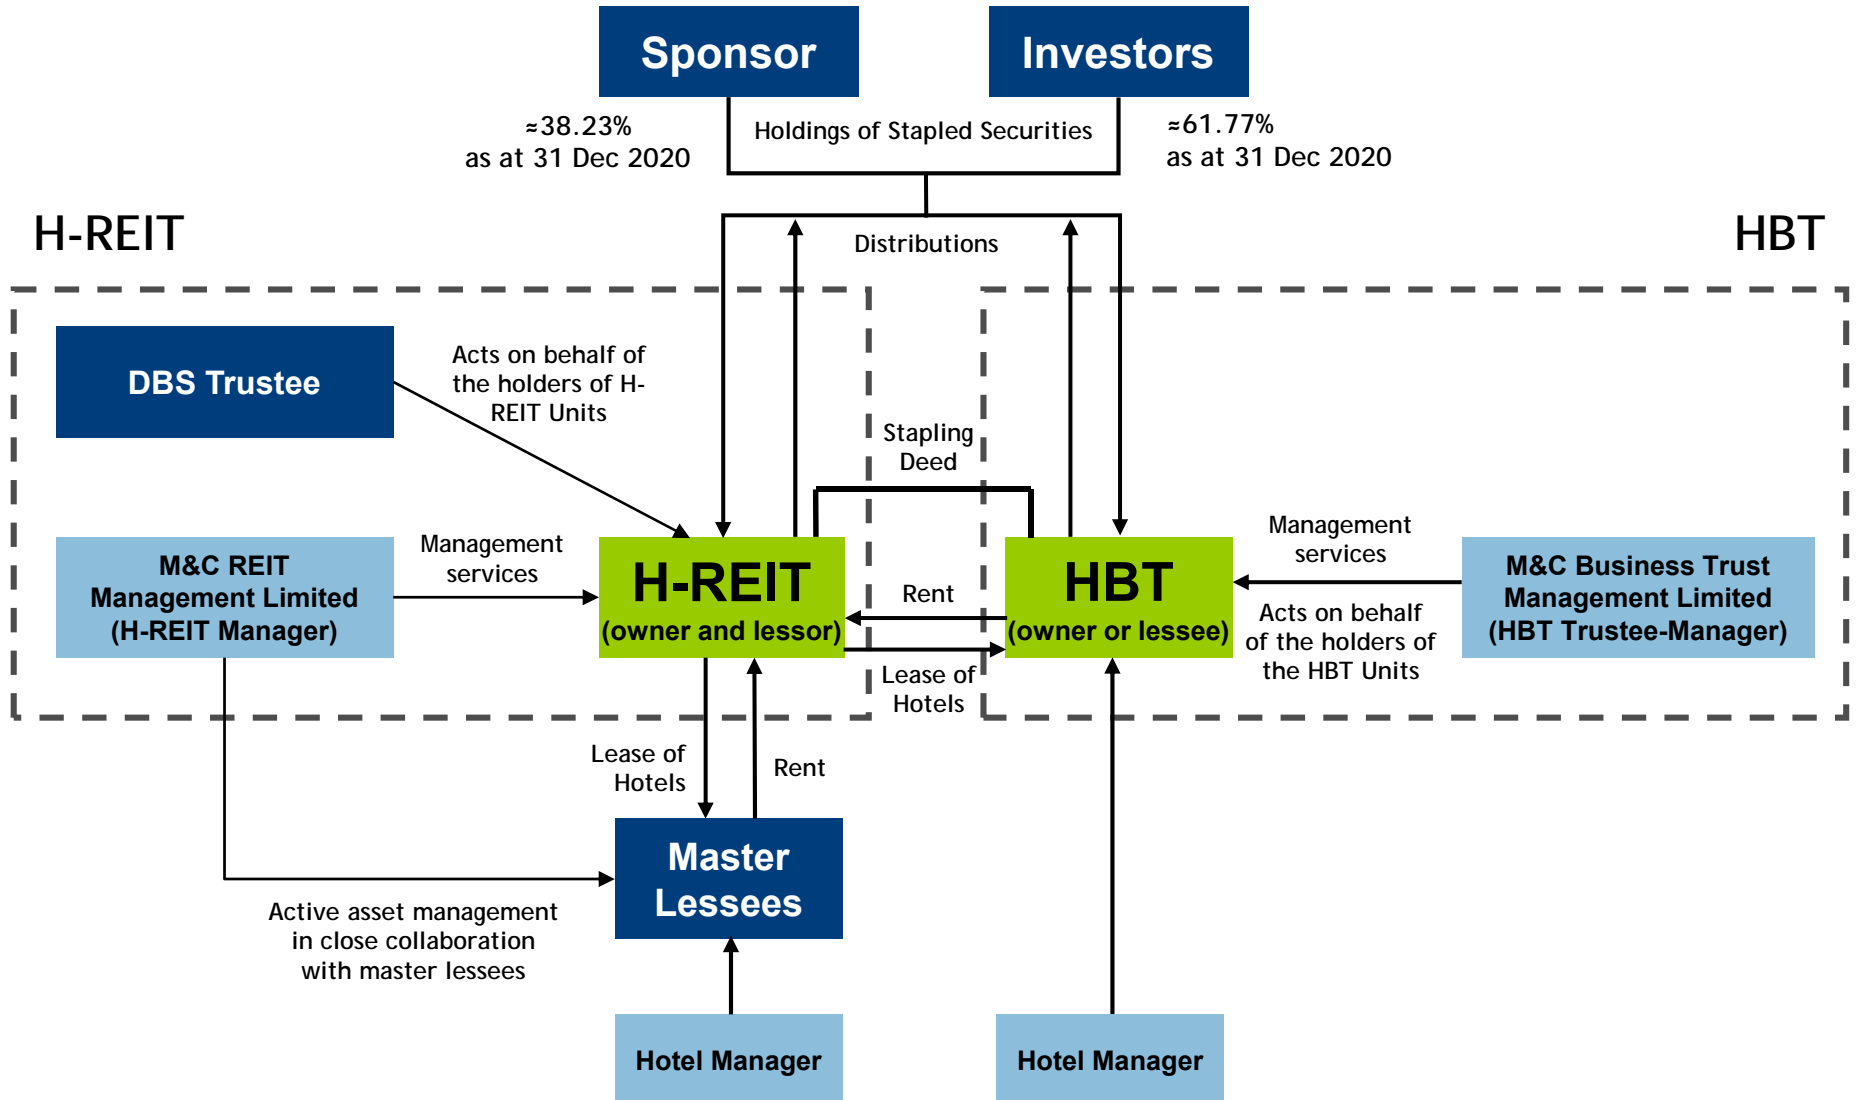 Sponsor
Investors
≈38.23%
as at 31 Dec 2020
Holdings of Stapled Securities
≈61.77%
as at 31 Dec 2020
H-REIT
HBT
Distributions
DBS Trustee
Acts on behalf of
the holders of H-
REIT Units
Stapling
Deed
M&C REIT
Management Limited
(H-REIT Manager)
Management
services
H-REIT
(owner and lessor)
Rent
Lease of
Hotels
HBT
(owner or lessee)
Management
services
Acts on behalf
of the holders of
the HBT Units
M&C Business Trust
Management Limited
(HBT Trustee-Manager)
Lease of
Hotels
Rent
Master
Lessees
Active asset management
in close collaboration
with master lessees
Hotel Manager
Hotel Manager